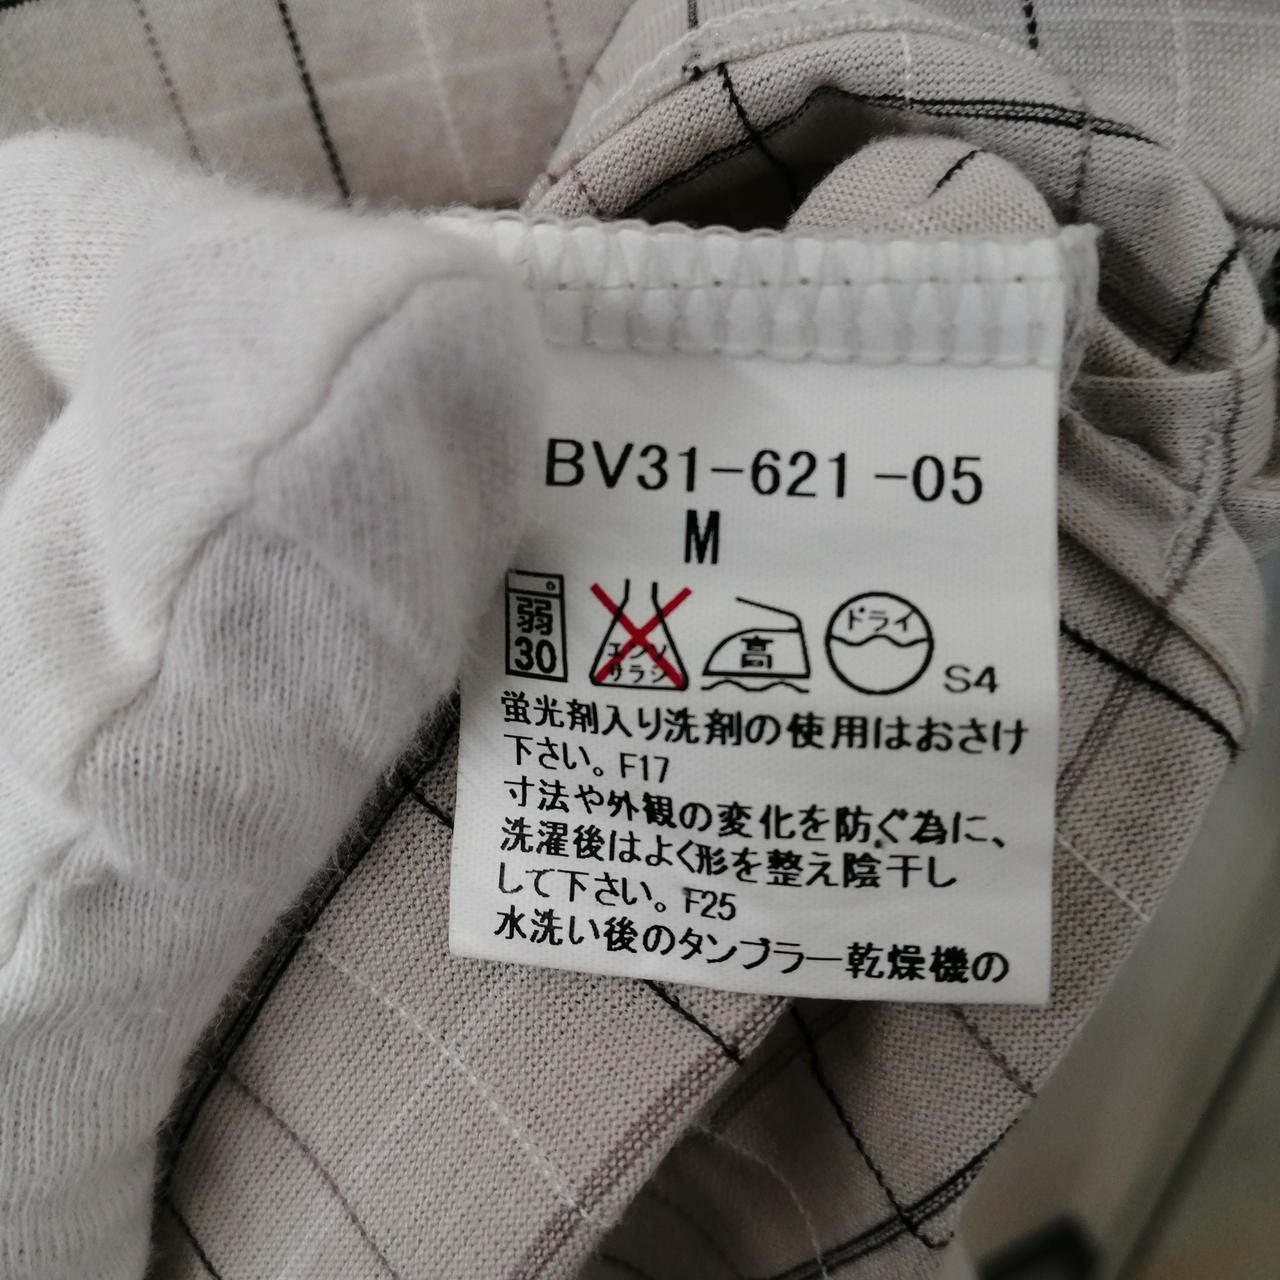 BV31-621-05
M
弱
30
エンソ
サラシ
高
ドライ
S4
蛍光剤入り洗剤の使用はおさけ
下さい。F17
寸法や外観の変化を防ぐ為に、
洗濯後はよく形を整え陰干し
して下さい。F25
水洗い後のタンブラー乾燥機の